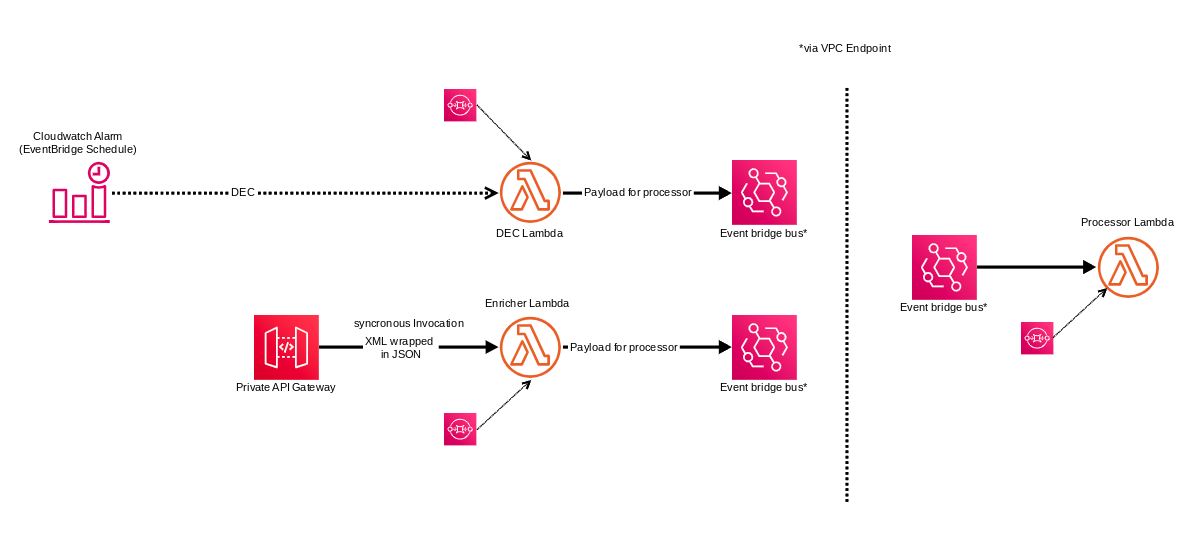 *via VPC Endpoint
Cloudwatch Alarm
(EventBridge Schedule)
DEC
Payload for processor
DEC Lambda
Event bridge bus*
Processor Lambda
Event bridge bus*
Enricher Lambda
syncronous Invocation
XML wrapped
in JSON
Payload for processor
Private API Gateway
Event bridge bus*